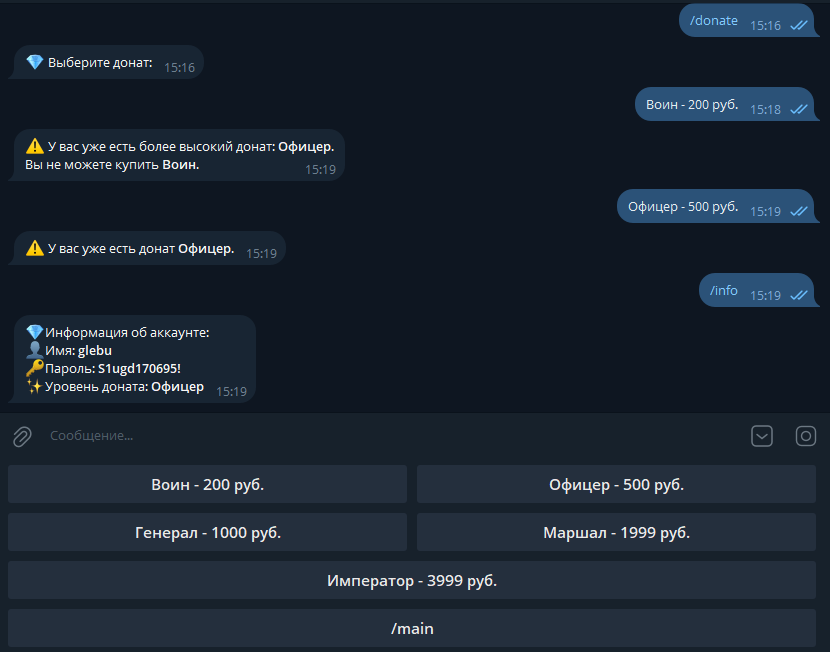 /donate 15:16
💎 Выберите донат: 15:16
Воин - 200 руб. 15:18
⚠️ У вас уже есть более высокий донат: Офицер.
Вы не можете купить Воин. 15:19
Офицер - 500 руб. 15:19
⚠️ У вас уже есть донат Офицер. 15:19
/info 15:19
💎Информация об аккаунте:
👤Имя: glebu
🔑Пароль: S1ugd170695!
✨Уровень доната: Офицер 15:19
Сообщение...
Воин - 200 руб.
Офицер - 500 руб.
Генерал - 1000 руб.
Маршал - 1999 руб.
Император - 3999 руб.
/main